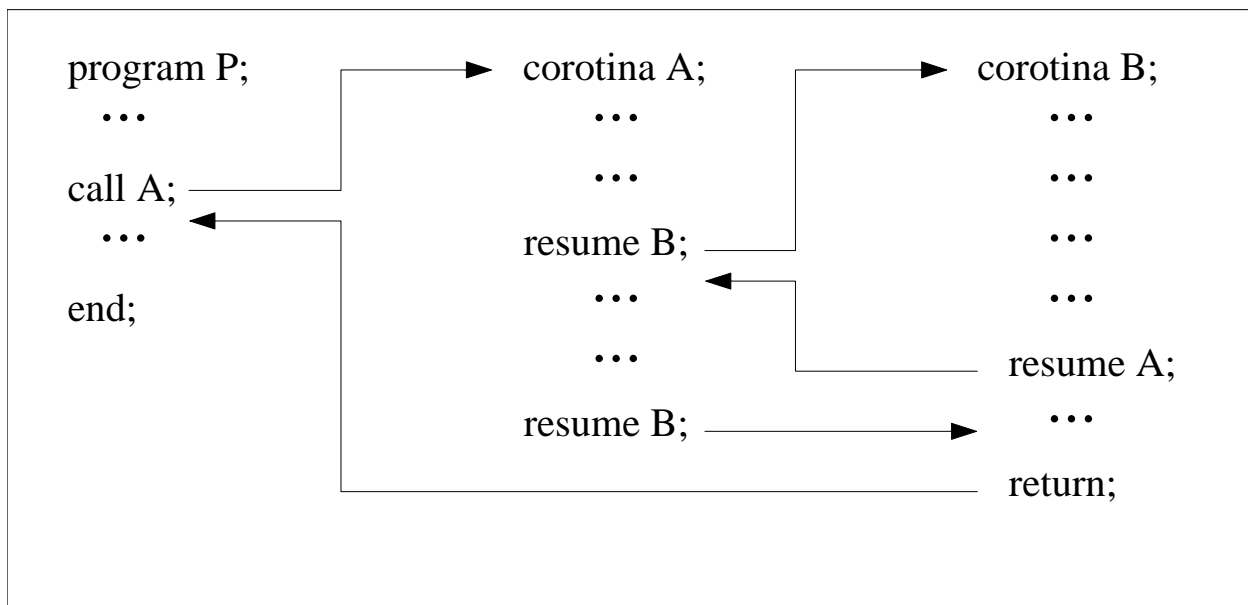 program P;
...
call A;
...
end;
corotina A;
...
...
resume B;
...
...
resume B;
corotina B;
...
...
...
...
resume A;
...
return;